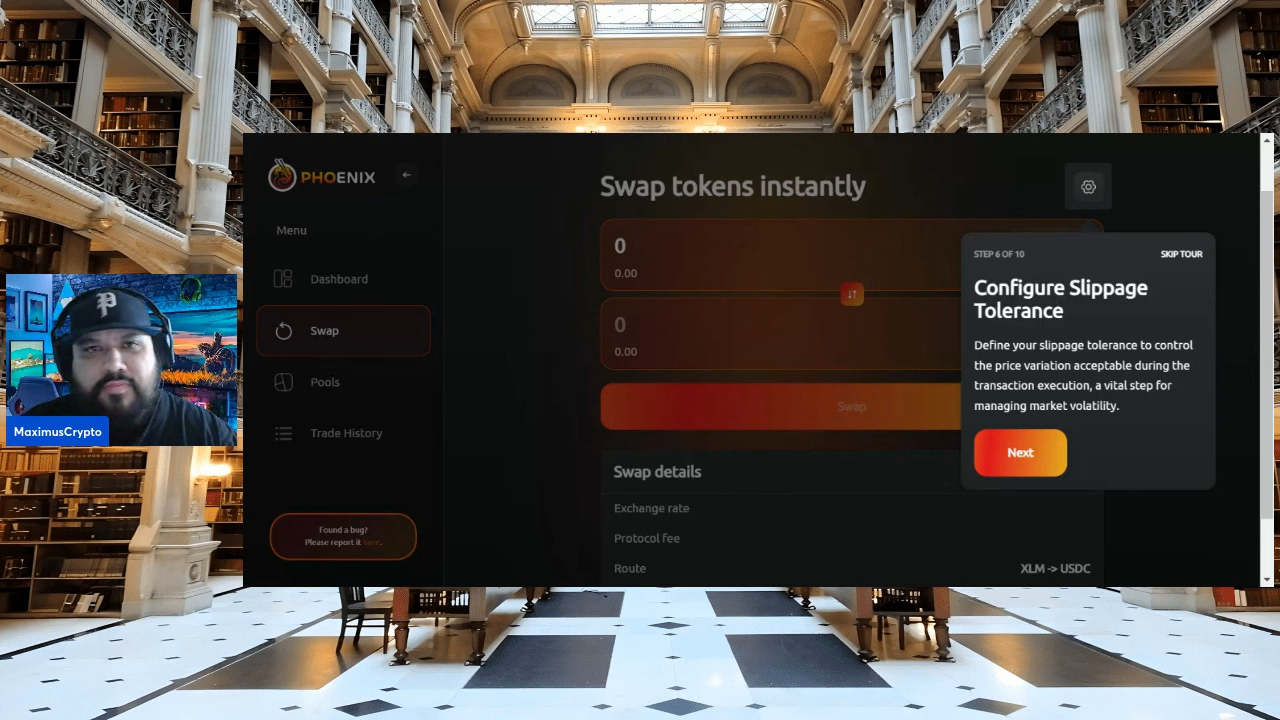 PHOENIX
Menu
Dashboard
Swap
Pools
Trade History
Found a bug?
Please report it here.
Swap tokens instantly
0
0.00
0
0.00
Swap
Swap details
Exchange rate
Protocol fee
Route
XLM -> USDC
STEP 6 OF 10
SKIP TOUR
Configure Slippage
Tolerance
Define your slippage tolerance to control
the price variation acceptable during the
transaction execution, a vital step for
managing market volatility.
Next
P
MaximusCrypto